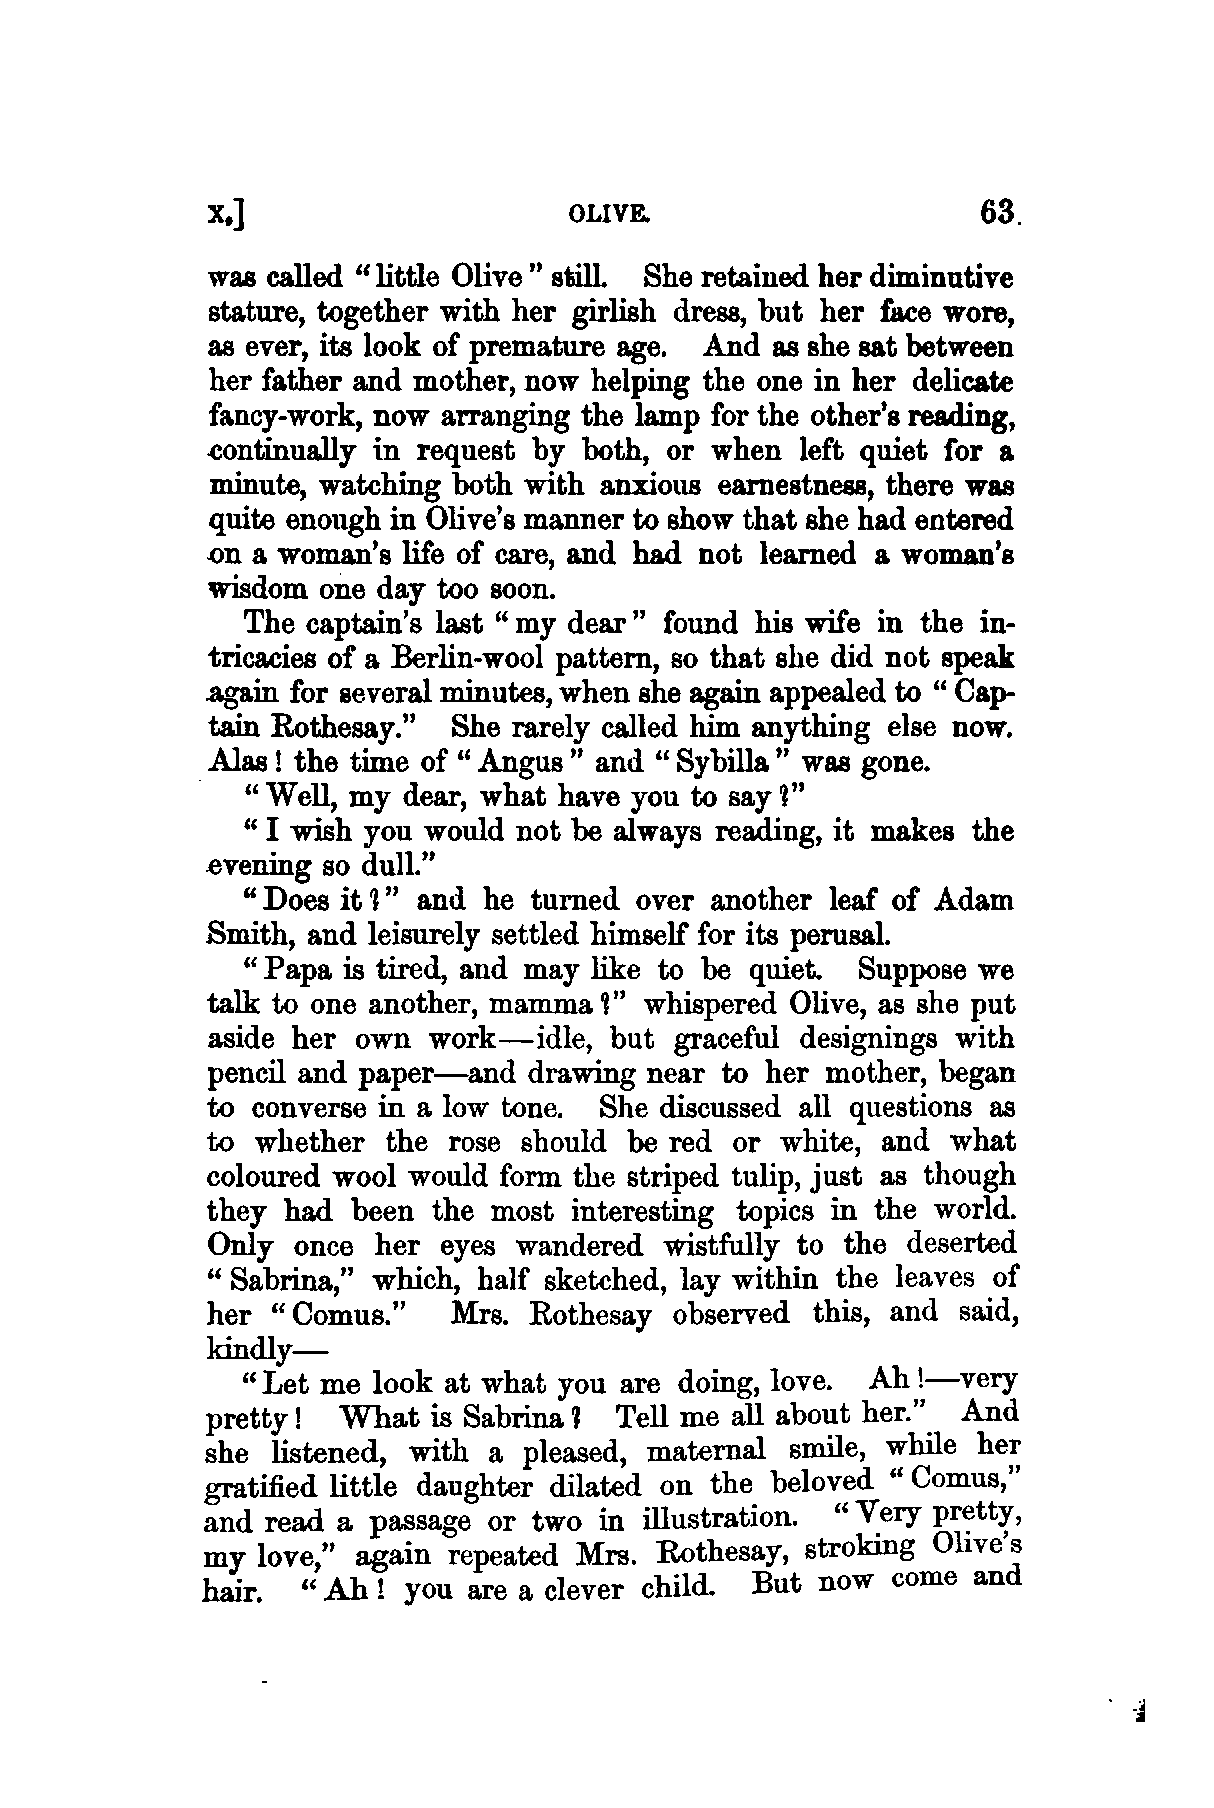 X.] OLIVE. 63
was called “little Olive” still. She retained her diminutive
stature, together with her girlish dress, but her face wore,
as ever, its look of premature age. And as she sat between
her father and mother, now helping the one in her delicate
fancy-work, now arranging the lamp for the other’s reading,
continually in request by both, or when left quiet for a
minute, watching both with anxious earnestness, there was
quite enough in Olive’s manner to show that she had entered
on a woman’s life of care, and had not learned a woman’s
wisdom one day too soon.
The captain’s last “my dear” found his wife in the in-
tricacies of a Berlin-wool pattern, so that she did not speak
again for several minutes, when she again appealed to “Cap-
tain Rothesay.” She rarely called him anything else now.
Alas! the time of “Angus” and “Sybilla” was gone.
“Well, my dear, what have you to say?”
“I wish you would not be always reading, it makes the
evening so dull.”
“Does it?” and he turned over another leaf of Adam
Smith, and leisurely settled himself for its perusal.
“Papa is tired, and may like to be quiet. Suppose we
talk to one another, mamma?” whispered Olive, as she put
aside her own work—idle, but graceful designings with
pencil and paper—and drawing near to her mother, began
to converse in a low tone. She discussed all questions as
to whether the rose should be red or white, and what
coloured wool would form the striped tulip, just as though
they had been the most interesting topics in the world.
Only once her eyes wandered wistfully to the deserted
“Sabrina,” which, half sketched, lay within the leaves of
her “Comus.” Mrs. Rothesay observed this, and said,
kindly—
“Let me look at what you are doing, love. Ah!—very
pretty! What is Sabrina? Tell me all about her.” And
she listened, with a pleased, maternal smile, while her
gratified little daughter dilated on the beloved “Comus,”
and read a passage or two in illustration. “Very pretty,
my love,” again repeated Mrs. Rothesay, stroking Olive’s
hair. “Ah! you are a clever child. But now come and